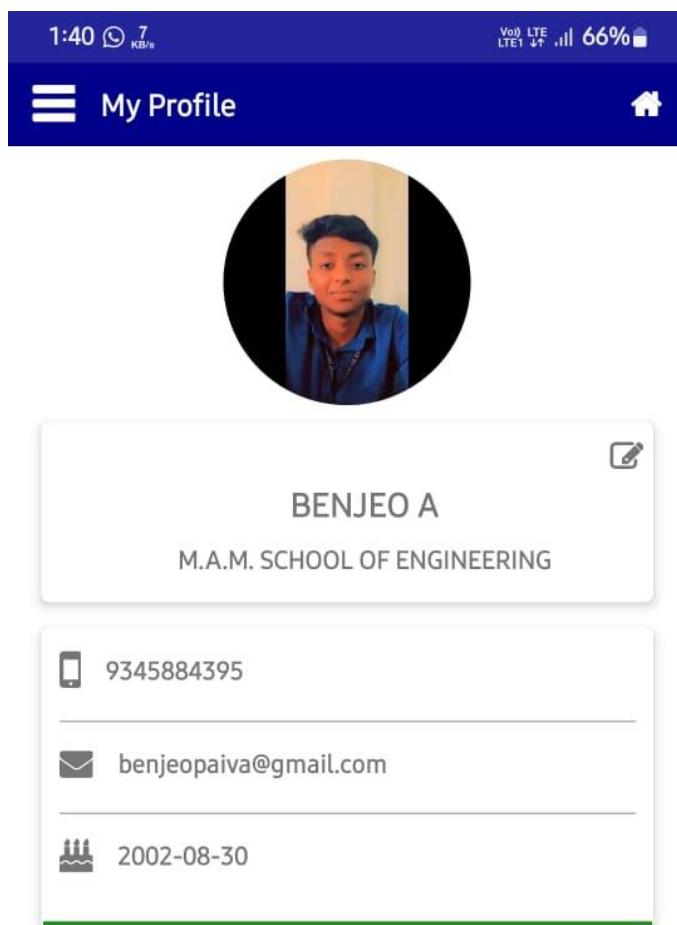 1:40 7 KB/s Vo)) LTE1 LTE 66%
My Profile
BENJEO A
M.A.M. SCHOOL OF ENGINEERING
9345884395
benjeopaiva@gmail.com
2002-08-30